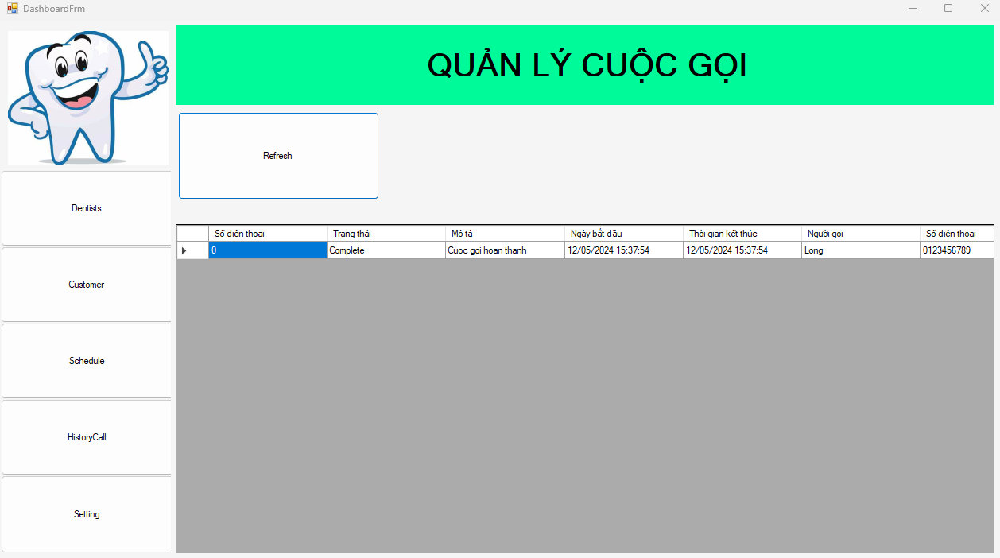 DashboardFrm
QUẢN LÝ CUỘC GỌI
Refresh
Dentists
Customer
Schedule
HistoryCall
Setting
Số điện thoại Trạng thái Mô tả Ngày bắt đầu Thời gian kết thúc Người gọi Số điện thoại
0 Complete Cuoc goi hoan thanh 12/05/2024 15:37:54 12/05/2024 15:37:54 Long 0123456789